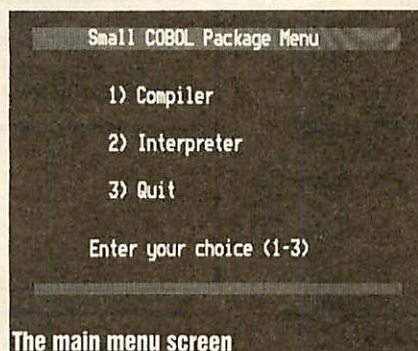 Small COBOL Package Menu
1) Compiler
2) Interpreter
3) Quit
Enter your choice (1-3)
The main menu screen